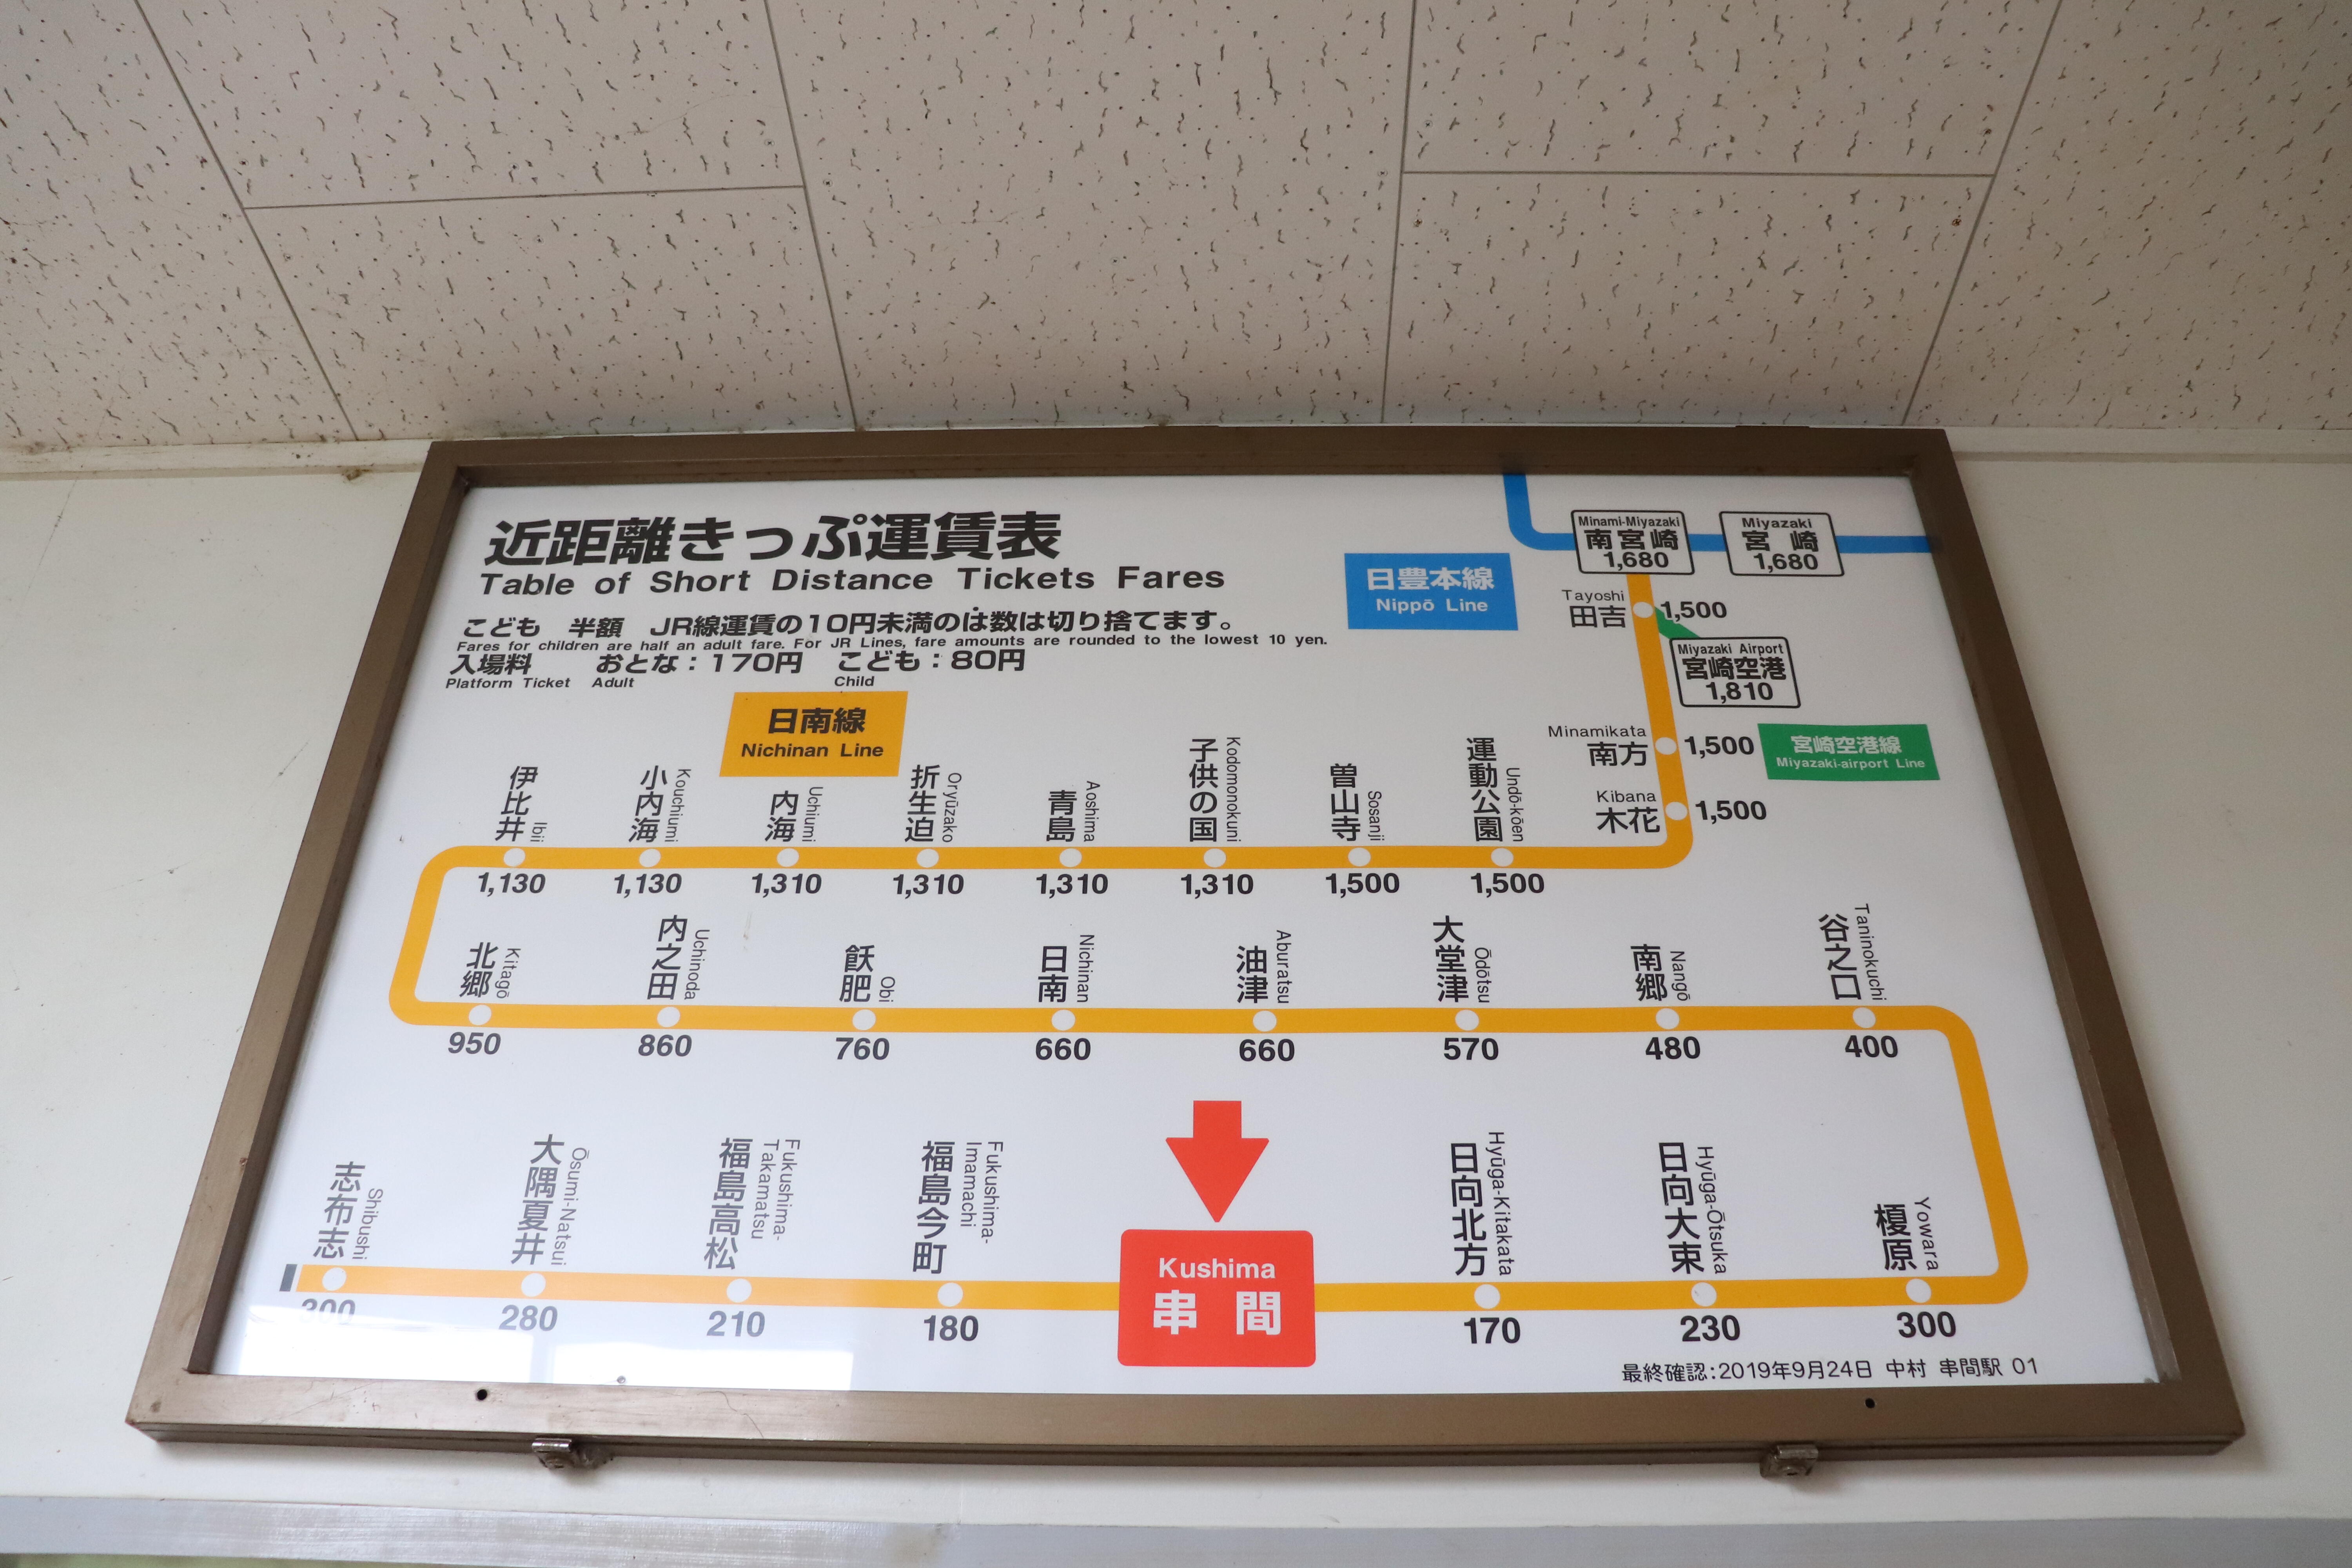 近距離きっぷ運賃表
Table of Short Distance Tickets Fares
こども 半額 JR線運賃の10円未満のは数は切り捨てます。
Fares for children are half an adult fare. For JR Lines, fare amounts are rounded to the lowest 10 yen.
入場料 おとな：170円 こども：80円
Platform Ticket Adult Child
日豊本線
Nippō Line
Minami-Miyazaki
南宮崎
1,680
Miyazaki
宮崎
1,680
Tayoshi
田吉
1,500
Miyazaki Airport
宮崎空港
1,810
宮崎空港線
Miyazaki-airport Line
Minamikata
南方
1,500
Kibana
木花
1,500
日南線
Nichinan Line
伊比井
Ibii
1,130
小内海
Kouchiumi
1,130
内海
Uchiumi
1,310
折生迫
Oryūzako
1,310
青島
Aoshima
1,310
子供の国
Kodomonokuni
1,310
曽山寺
Sosanji
1,500
運動公園
Undō-kōen
1,500
北郷
Kitagō
950
内之田
Uchinoda
860
飫肥
Obi
760
日南
Nichinan
660
油津
Aburatsu
660
大堂津
Ōdōtsu
570
南郷
Nangō
480
谷之口
Taninokuchi
400
志布志
Shibushi
300
大隅夏井
Ōsumi-Natsui
280
福島高松
Fukushima-
Takamatsu
210
福島今町
Fukushima-
Imamachi
180
Kushima
串間
日向北方
Hyūga-Kitakata
170
日向大束
Hyūga-Ōtsuka
230
榎原
Yowara
300
最終確認：2019年9月24日 中村 串間駅 01